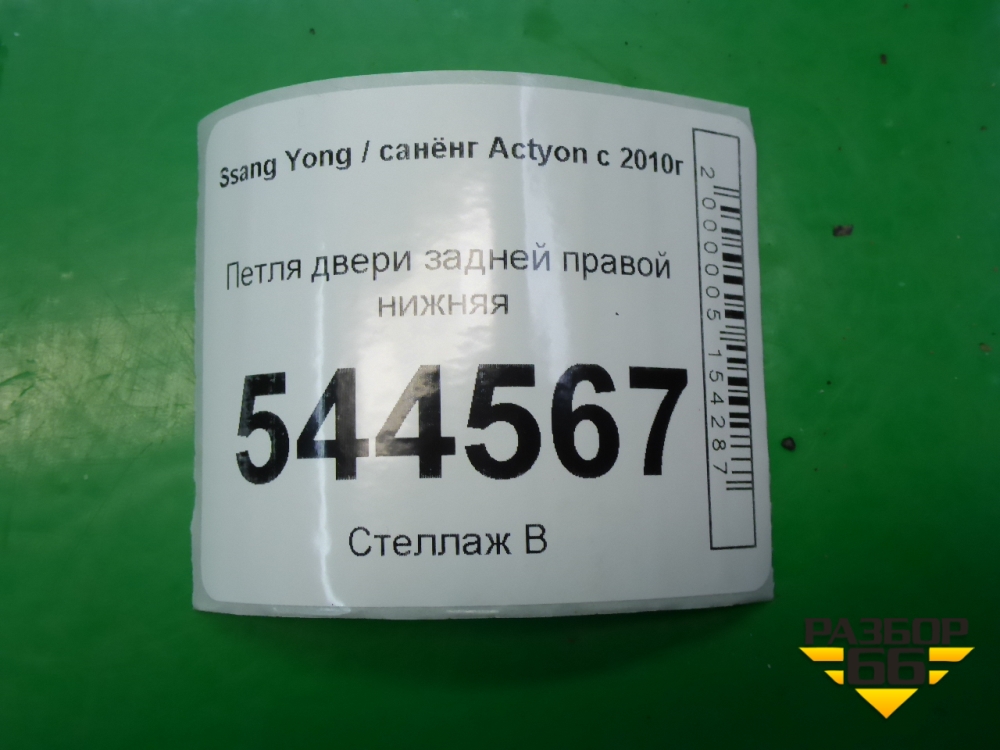 Ssang Yong / санёнг Actyon с 2010г
Петля двери задней правой
нижняя
544567
Стеллаж В
2000005154287
РАЗБОР
66